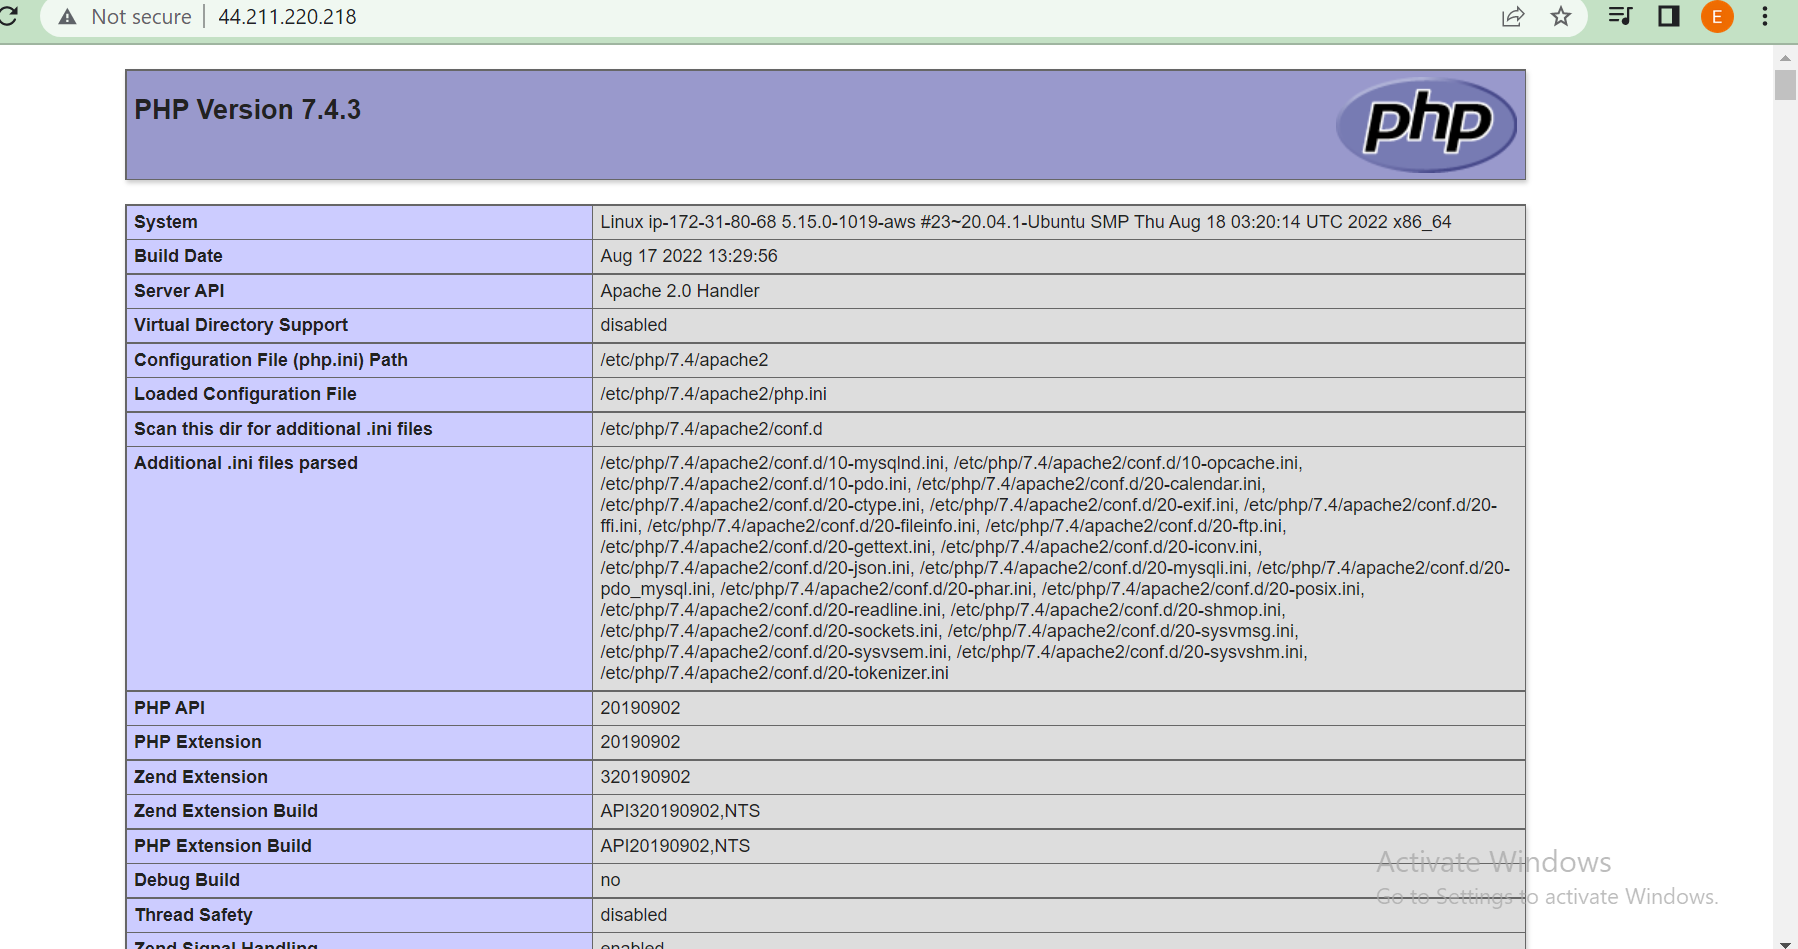 Not secure 44.211.220.218
E
PHP Version 7.4.3
php
System Linux ip-172-31-80-68 5.15.0-1019-aws #23~20.04.1-Ubuntu SMP Thu Aug 18 03:20:14 UTC 2022 x86_64
Build Date Aug 17 2022 13:29:56
Server API Apache 2.0 Handler
Virtual Directory Support disabled
Configuration File (php.ini) Path /etc/php/7.4/apache2
Loaded Configuration File /etc/php/7.4/apache2/php.ini
Scan this dir for additional .ini files /etc/php/7.4/apache2/conf.d
Additional .ini files parsed /etc/php/7.4/apache2/conf.d/10-mysqlnd.ini, /etc/php/7.4/apache2/conf.d/10-opcache.ini,
/etc/php/7.4/apache2/conf.d/10-pdo.ini, /etc/php/7.4/apache2/conf.d/20-calendar.ini,
/etc/php/7.4/apache2/conf.d/20-ctype.ini, /etc/php/7.4/apache2/conf.d/20-exif.ini, /etc/php/7.4/apache2/conf.d/20-
ffi.ini, /etc/php/7.4/apache2/conf.d/20-fileinfo.ini, /etc/php/7.4/apache2/conf.d/20-ftp.ini,
/etc/php/7.4/apache2/conf.d/20-gettext.ini, /etc/php/7.4/apache2/conf.d/20-iconv.ini,
/etc/php/7.4/apache2/conf.d/20-json.ini, /etc/php/7.4/apache2/conf.d/20-mysqli.ini, /etc/php/7.4/apache2/conf.d/20-
pdo_mysql.ini, /etc/php/7.4/apache2/conf.d/20-phar.ini, /etc/php/7.4/apache2/conf.d/20-posix.ini,
/etc/php/7.4/apache2/conf.d/20-readline.ini, /etc/php/7.4/apache2/conf.d/20-shmop.ini,
/etc/php/7.4/apache2/conf.d/20-sockets.ini, /etc/php/7.4/apache2/conf.d/20-sysvmsg.ini,
/etc/php/7.4/apache2/conf.d/20-sysvsem.ini, /etc/php/7.4/apache2/conf.d/20-sysvshm.ini,
/etc/php/7.4/apache2/conf.d/20-tokenizer.ini
PHP API 20190902
PHP Extension 20190902
Zend Extension 320190902
Zend Extension Build API320190902,NTS
PHP Extension Build API20190902,NTS
Debug Build no
Thread Safety disabled
Zend Signal Handling enabled
Activate Windows
Go to Settings to activate Windows.